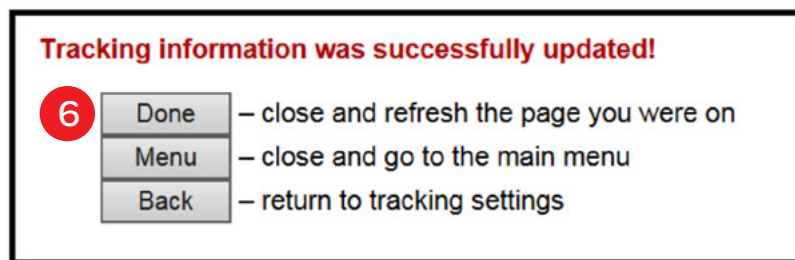 Tracking information was successfully updated!
6 Done – close and refresh the page you were on
Menu – close and go to the main menu
Back – return to tracking settings